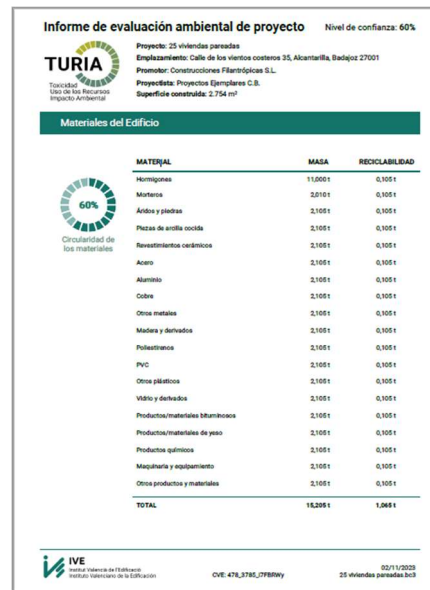 Informe de evaluación ambiental de proyecto
Nivel de confianza: 60%
TURIA
Toxicidad
Uso de los Recursos
Impacto Ambiental
Proyecto: 25 viviendas pareadas
Emplazamiento: Calle de los vientos costeros 35, Alcantarilla, Badajoz 27001
Promotor: Construcciones Filantrópicas S.L.
Proyectista: Proyectos Ejemplares C.B.
Superficie construida: 2.754 m²
Materiales del Edificio
60%
Circularidad de
los materiales
MATERIAL MASA RECICLABILIDAD
Hormigones 11,000 t 0,105 t
Morteros 2,010 t 0,105 t
Áridos y piedras 2,105 t 0,105 t
Piezas de arcilla cocida 2,105 t 0,105 t
Revestimientos cerámicos 2,105 t 0,105 t
Acero 2,105 t 0,105 t
Aluminio 2,105 t 0,105 t
Cobre 2,105 t 0,105 t
Otros metales 2,105 t 0,105 t
Madera y derivados 2,105 t 0,105 t
Poliestirenos 2,105 t 0,105 t
PVC 2,105 t 0,105 t
Otros plásticos 2,105 t 0,105 t
Vidrio y derivados 2,105 t 0,105 t
Productos/materiales bituminosos 2,105 t 0,105 t
Productos/materiales de yeso 2,105 t 0,105 t
Productos químicos 2,105 t 0,105 t
Maquinaria y equipamiento 2,105 t 0,105 t
Otros productos y materiales 2,105 t 0,105 t
TOTAL 15,205 t 1,065 t
IVE
Institut Valencià de l'Edificació
Instituto Valenciano de la Edificación
02/11/2023
25 viviendas pareadas.bc3